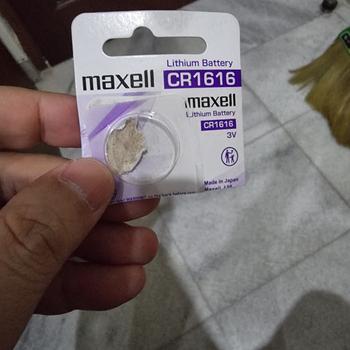 Lithium Battery
maxell CR1616
maxell
Lithium Battery
CR1616
3V
Made in Japan